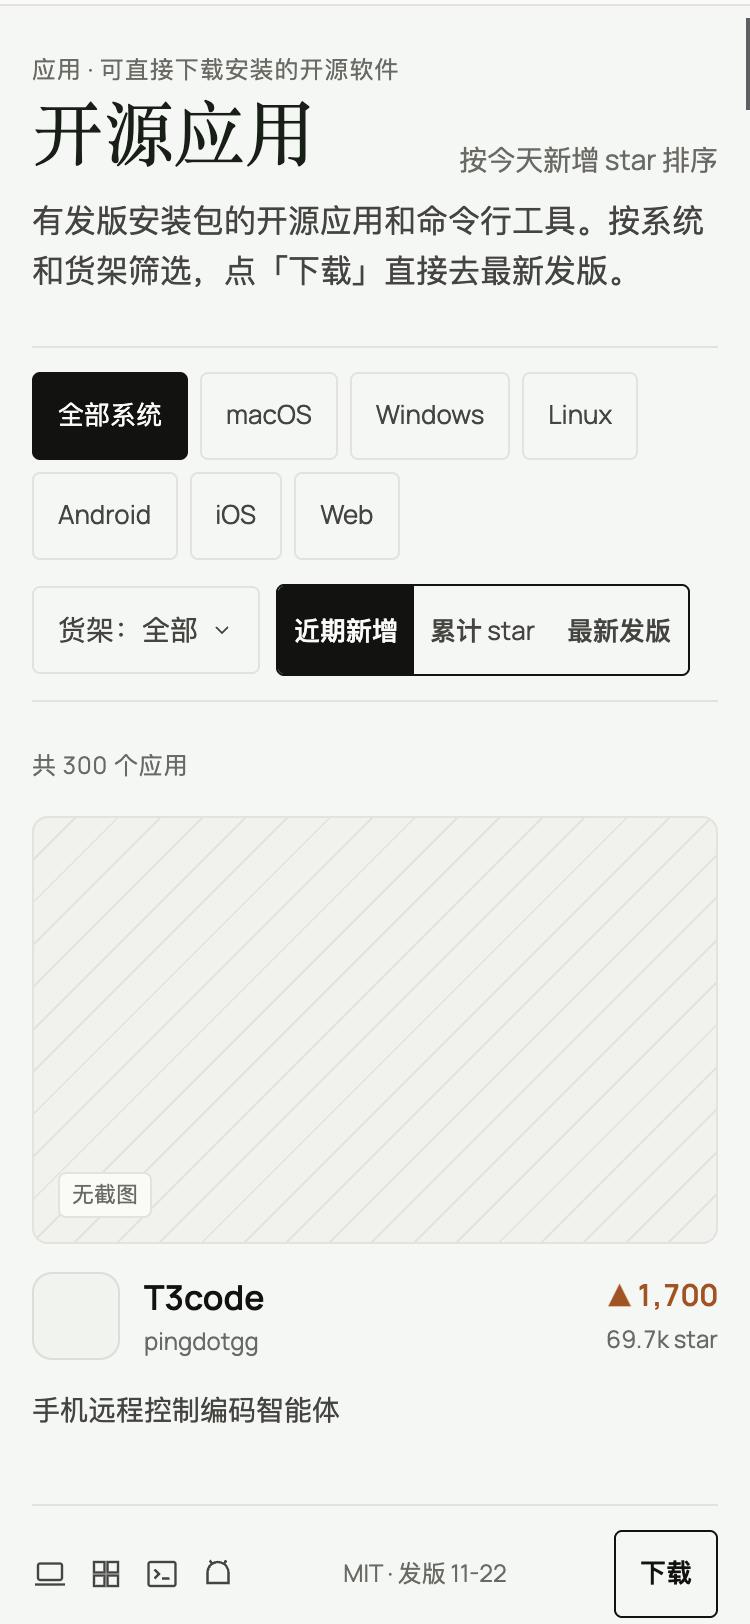 应用 · 可直接下载安装的开源软件
开源应用
按今天新增 star 排序
有发版安装包的开源应用和命令行工具。按系统
和货架筛选，点「下载」直接去最新发版。
全部系统 macOS Windows Linux
Android iOS Web
货架：全部 近期新增 累计 star 最新发版
共 300 个应用
无截图
T3code ▲1,700
pingdotgg 69.7k star
手机远程控制编码智能体
MIT · 发版 11-22 下载